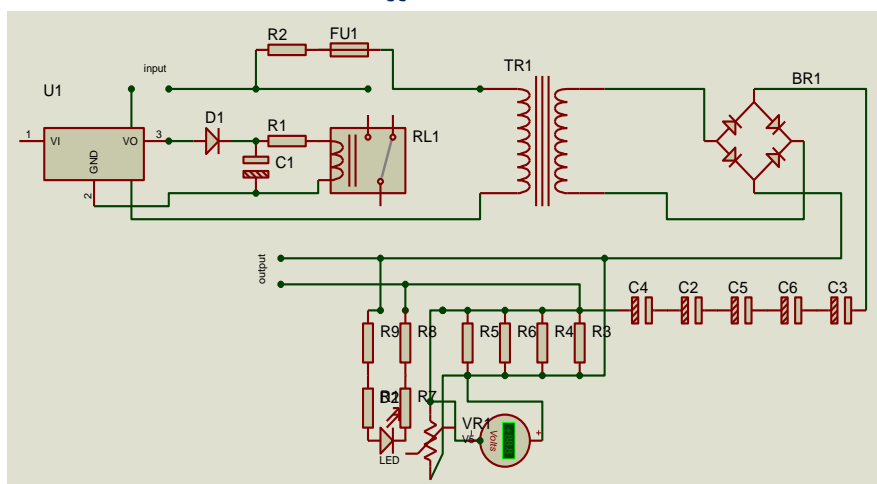 R2 FU1
TR1
input
BR1
U1
D1
R1
RL1
1 VI VO 3
C1
GND
2
output
C4 C2 C5 C6 C3
R9 R8 R5 R6 R4 R3
R7
VR1
Volts
+
LED